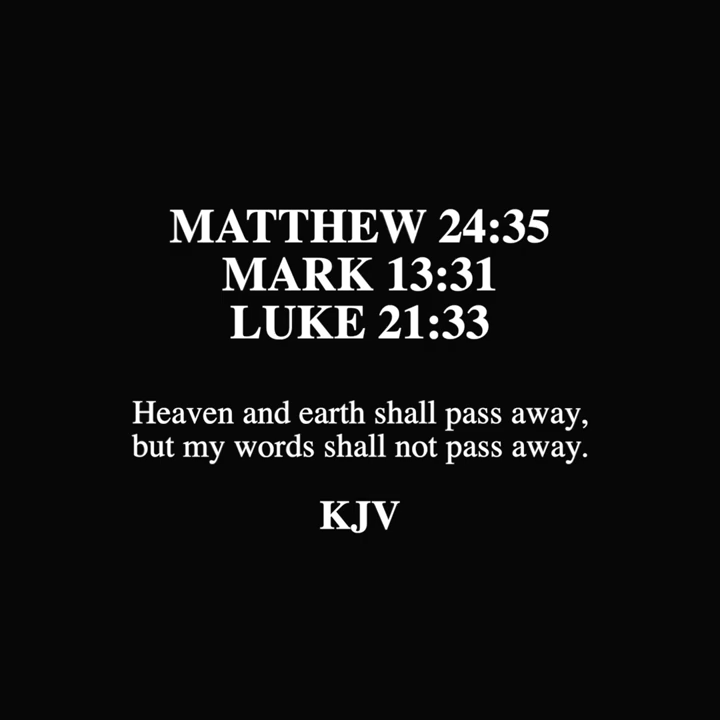 MATTHEW 24:35
MARK 13:31
LUKE 21:33
Heaven and earth shall pass away,
but my words shall not pass away.
KJV